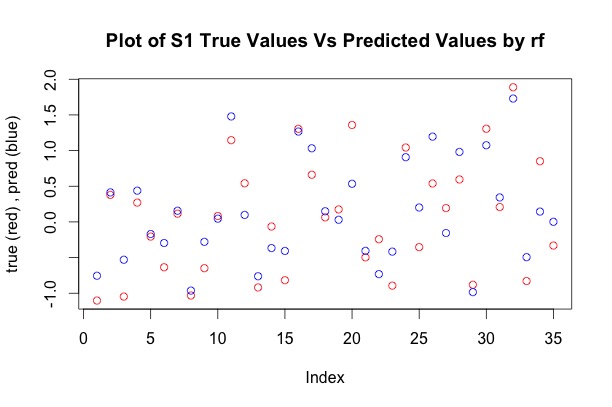 Plot of S1 True Values Vs Predicted Values by rf
true (red) , pred (blue)
2.0
1.5
1.0
0.5
0.0
-1.0
0 5 10 15 20 25 30 35
Index